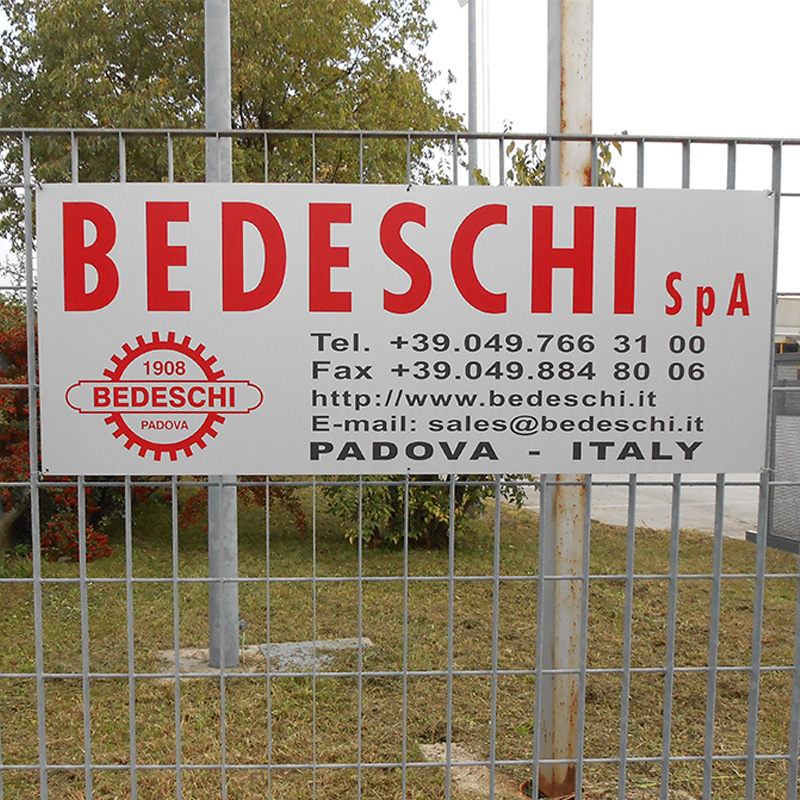 BEDESCHI SpA
1908
BEDESCHI
PADOVA
Tel. +39.049.766 31 00
Fax +39.049.884 80 06
http://www.bedeschi.it
E-mail: sales@bedeschi.it
PADOVA - ITALY